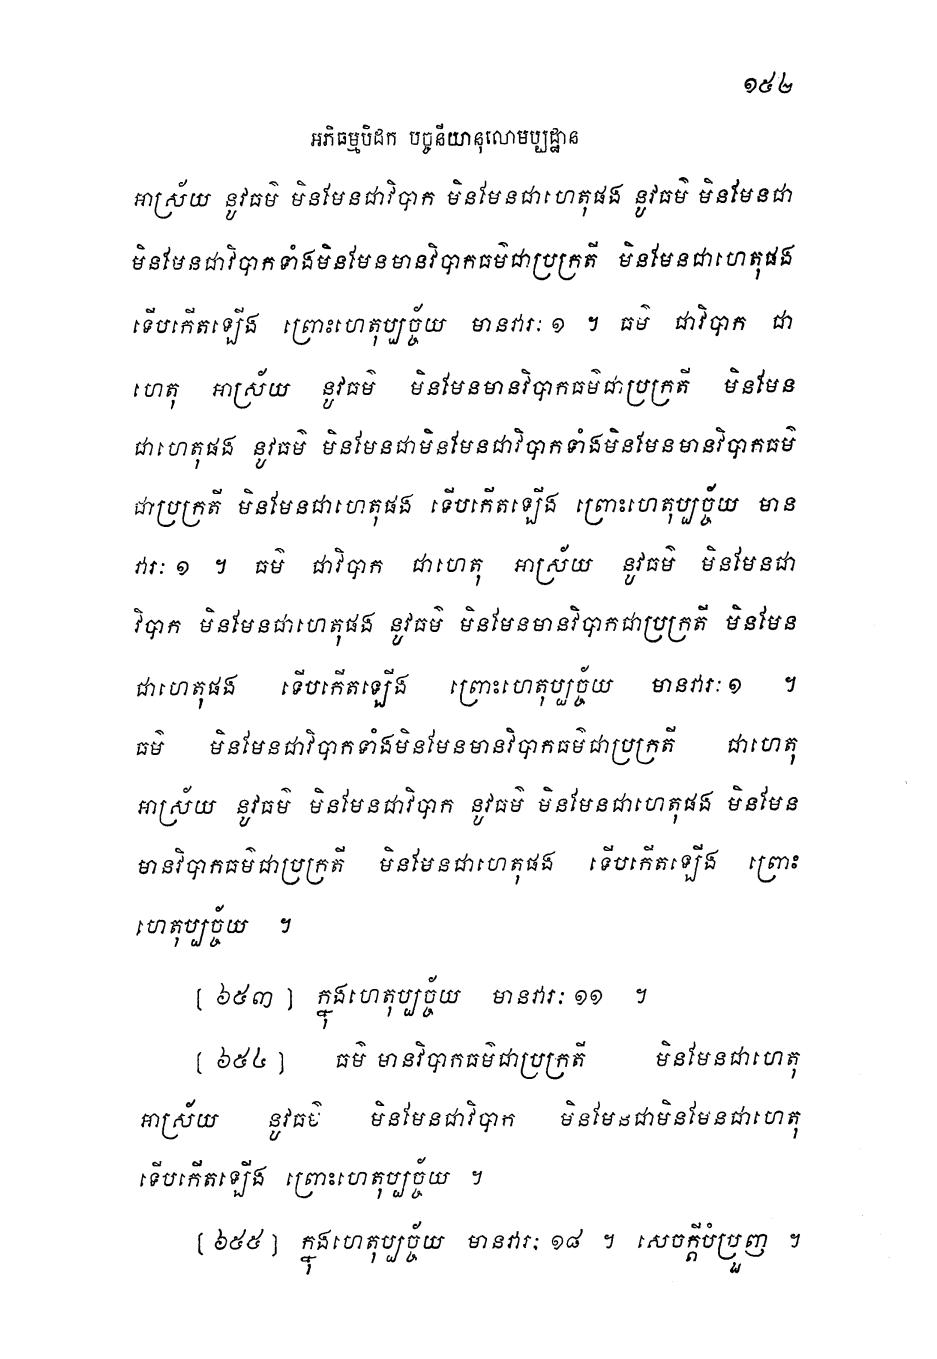 ១៥៤
អភិធម្មបិដក បច្ចនីយានុលោមប្បដ្ឋាន
អាស្រ័យ នូវធម៌ មិនមែនជាវិបាក មិនមែនជាហេតុផង នូវធម៌ មិនមែនជា
មិនមែនជាវិបាកទាំងមិនមែនមានវិបាកធម៌ជាប្រក្រតី មិនមែនជាហេតុផង
ទើបកើតឡើង ព្រោះហេតុប្បច្ច័យ មានវារៈ ១ ។ ធម៌ ជាវិបាក ជា
ហេតុ អាស្រ័យ នូវធម៌ មិនមែនមានវិបាកធម៌ជាប្រក្រតី មិនមែន
ជាហេតុផង នូវធម៌ មិនមែនជាមិនមែនជាវិបាកទាំងមិនមែនមានវិបាកធម៌
ជាប្រក្រតី មិនមែនជាហេតុផង ទើបកើតឡើង ព្រោះហេតុប្បច្ច័យ មាន
វារៈ ១ ។ ធម៌ ជាវិបាក ជាហេតុ អាស្រ័យ នូវធម៌ មិនមែនជា
វិបាក មិនមែនជាហេតុផង នូវធម៌ មិនមែនមានវិបាកជាប្រក្រតី មិនមែន
ជាហេតុផង ទើបកើតឡើង ព្រោះហេតុប្បច្ច័យ មានវារៈ ១ ។
ធម៌ មិនមែនជាវិបាកទាំងមិនមែនមានវិបាកធម៌ជាប្រក្រតី ជាហេតុ
អាស្រ័យ នូវធម៌ មិនមែនជាវិបាក នូវធម៌ មិនមែនជាហេតុផង មិនមែន
មានវិបាកធម៌ជាប្រក្រតី មិនមែនជាហេតុផង ទើបកើតឡើង ព្រោះ
ហេតុប្បច្ច័យ ។
[ ៦៥៣ ] ក្នុងហេតុប្បច្ច័យ មានវារៈ ១១ ។
[ ៦៥៤ ] ធម៌ មានវិបាកធម៌ជាប្រក្រតី មិនមែនជាហេតុ
អាស្រ័យ នូវធម៌ មិនមែនជាវិបាក មិនមែនជាមិនមែនជាហេតុ
ទើបកើតឡើង ព្រោះហេតុប្បច្ច័យ ។
[ ៦៥៥ ] ក្នុងហេតុប្បច្ច័យ មានវារៈ ១៨ ។ សេចក្តីបំប្រួញ ។